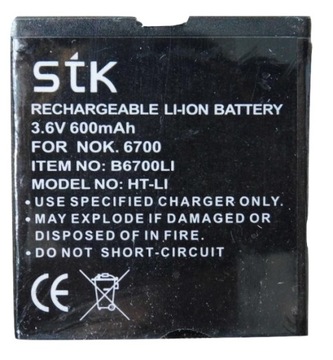 STK
RECHARGEABLE LI-ION BATTERY
3.6V 600mAh
FOR NOK. 6700
ITEM NO: B6700LI
MODEL NO: HT-LI
• USE SPECIFIED CHARGER ONLY.
• MAY EXPLODE IF DAMAGED OR
DISPOSED OF IN FIRE.
• DO NOT SHORT-CIRCUIT
CE